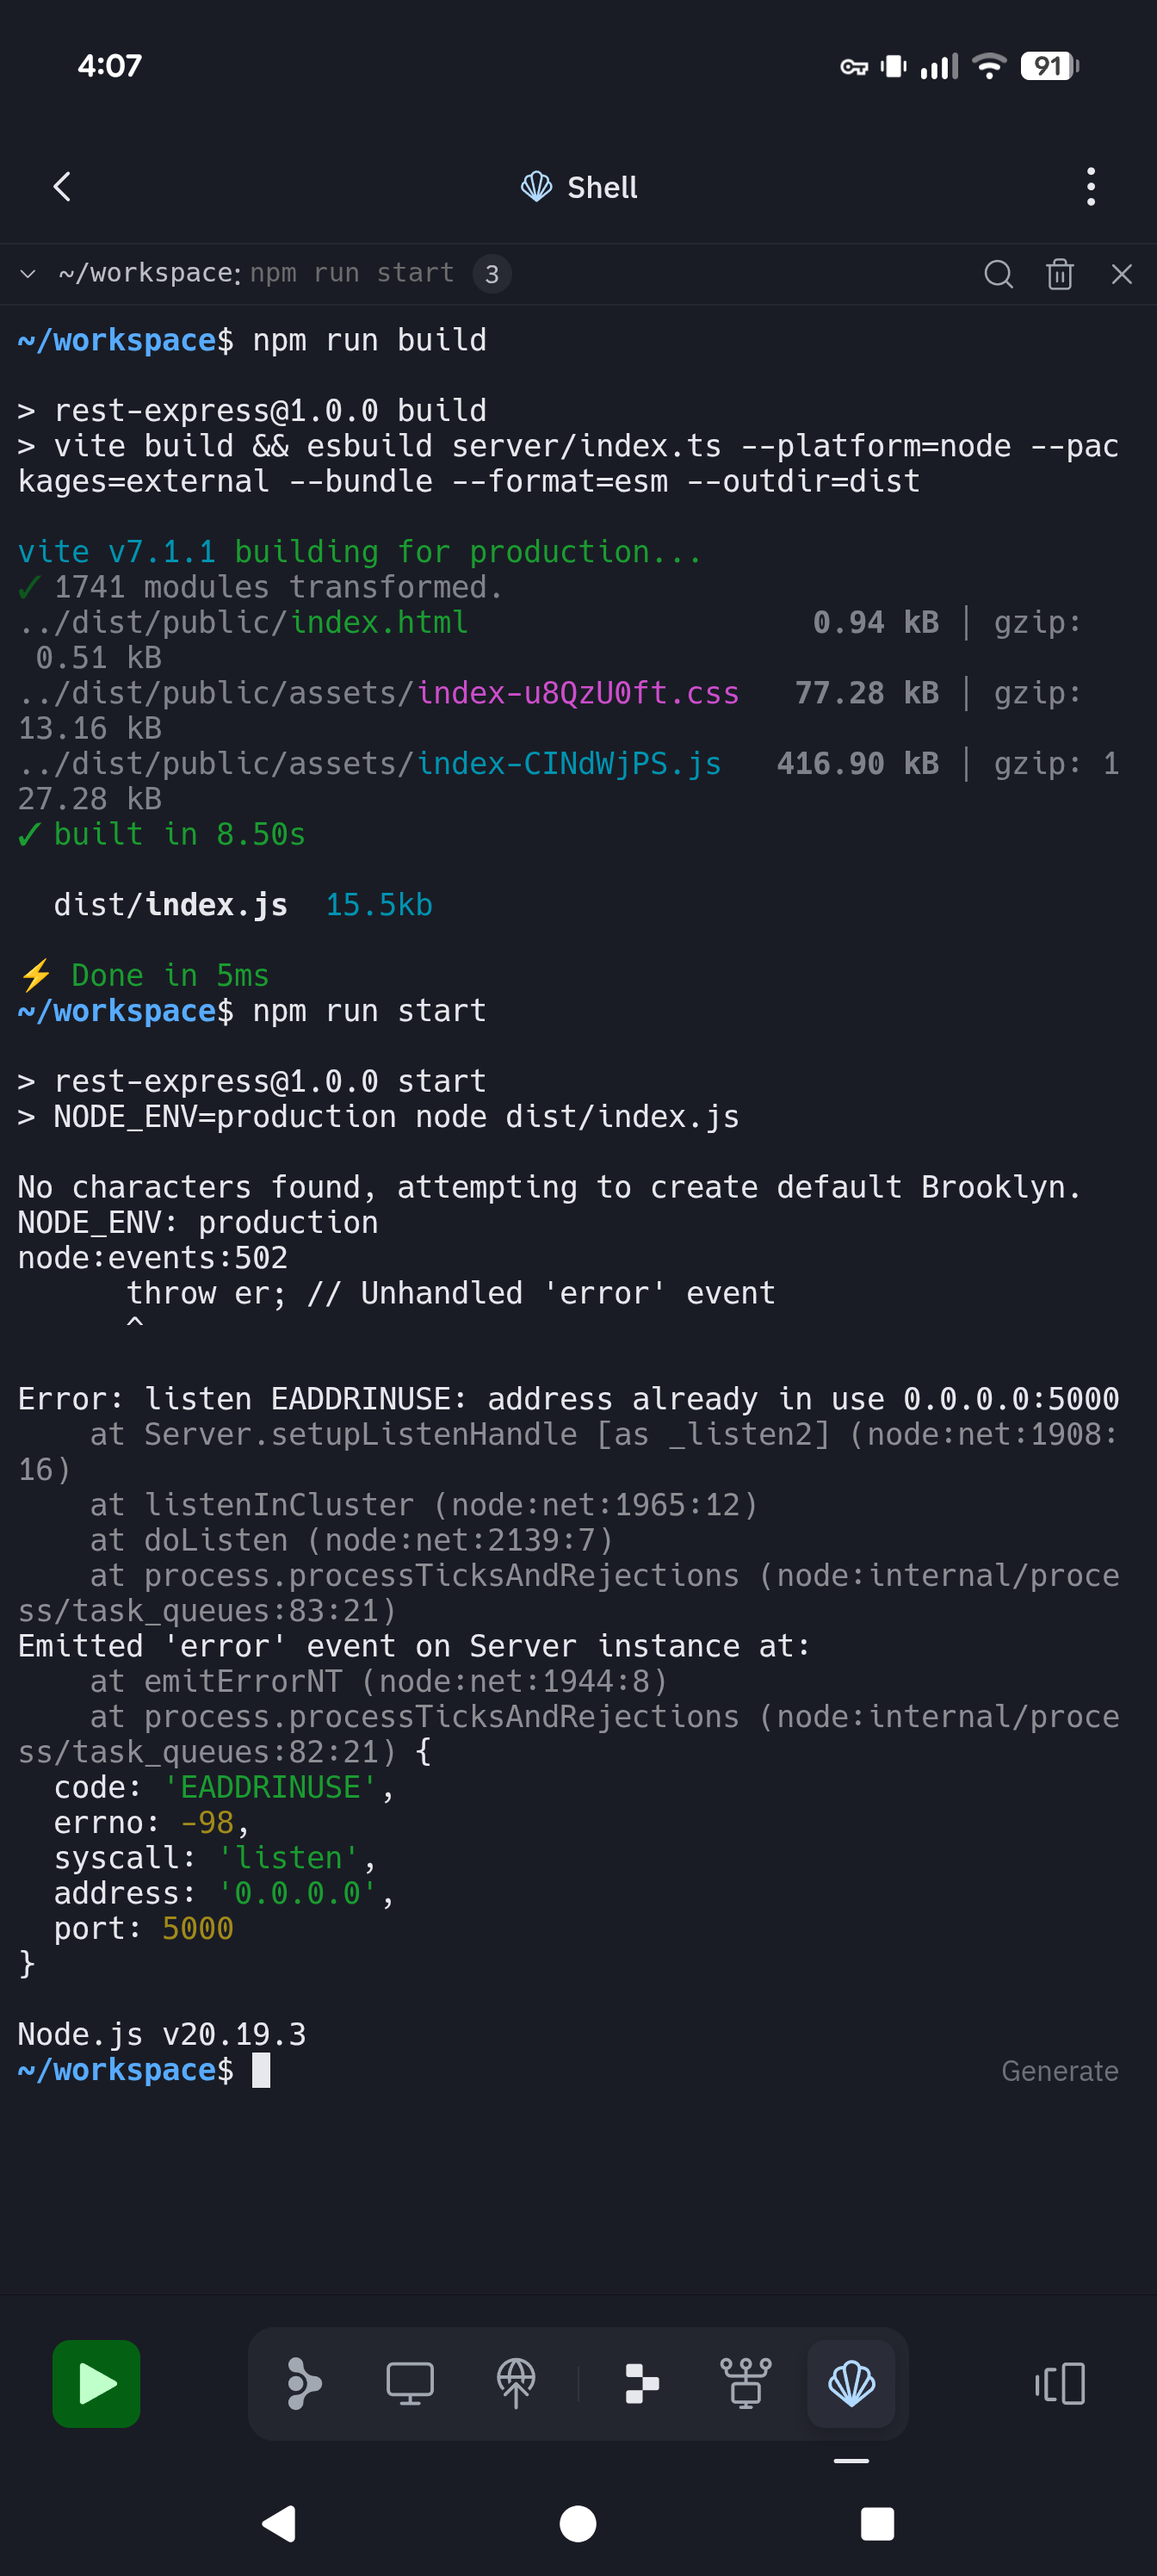 4:07
91
Shell
~/workspace: npm run start 3
~/workspace$ npm run build
> rest-express@1.0.0 build
> vite build && esbuild server/index.ts --platform=node --pac
kages=external --bundle --format=esm --outdir=dist
vite v7.1.1 building for production...
✓ 1741 modules transformed.
../dist/public/index.html 0.94 kB │ gzip:
0.51 kB
../dist/public/assets/index-u8QzU0ft.css 77.28 kB │ gzip:
13.16 kB
../dist/public/assets/index-CINdWjPS.js 416.90 kB │ gzip: 1
27.28 kB
✓ built in 8.50s
dist/index.js 15.5kb
⚡ Done in 5ms
~/workspace$ npm run start
> rest-express@1.0.0 start
> NODE_ENV=production node dist/index.js
No characters found, attempting to create default Brooklyn.
NODE_ENV: production
node:events:502
throw er; // Unhandled 'error' event
^
Error: listen EADDRINUSE: address already in use 0.0.0.0:5000
at Server.setupListenHandle [as _listen2] (node:net:1908:
16)
at listenInCluster (node:net:1965:12)
at doListen (node:net:2139:7)
at process.processTicksAndRejections (node:internal/proce
ss/task_queues:83:21)
Emitted 'error' event on Server instance at:
at emitErrorNT (node:net:1944:8)
at process.processTicksAndRejections (node:internal/proce
ss/task_queues:82:21) {
code: 'EADDRINUSE',
errno: -98,
syscall: 'listen',
address: '0.0.0.0',
port: 5000
}
Node.js v20.19.3
~/workspace$ Generate